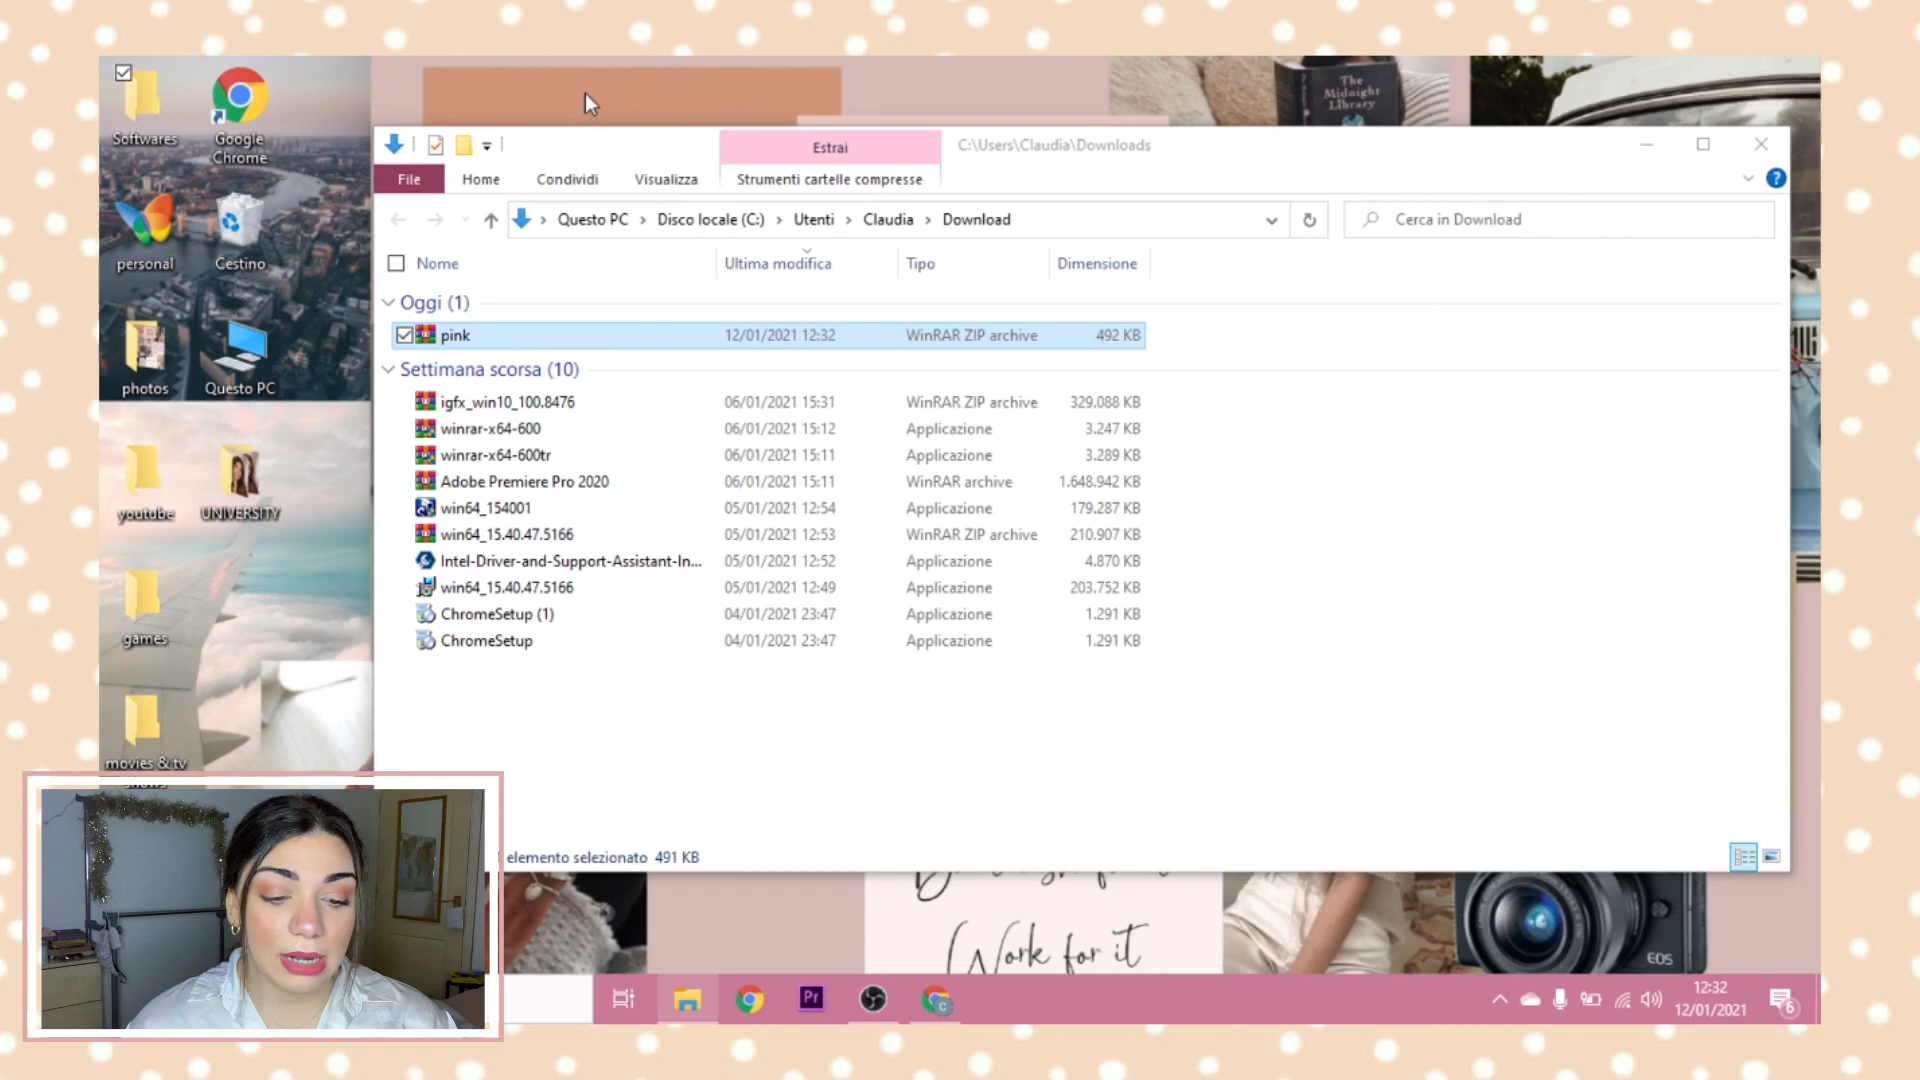 The
Midnight
Library
Softwares
Google
Chrome
personal
Cestino
photos
Questo PC
youtube
UNIVERSITY
games
movies & tv
shows
Estrai
C:\Users\Claudia\Downloads
File
Home
Condividi
Visualizza
Strumenti cartelle compresse
?
Questo PC > Disco locale (C:) > Utenti > Claudia > Download
Cerca in Download
Nome
Ultima modifica
Tipo
Dimensione
Oggi (1)
pink 12/01/2021 12:32 WinRAR ZIP archive 492 KB
Settimana scorsa (10)
igfx_win10_100.8476 06/01/2021 15:31 WinRAR ZIP archive 329.088 KB
winrar-x64-600 06/01/2021 15:12 Applicazione 3.247 KB
winrar-x64-600tr 06/01/2021 15:11 Applicazione 3.289 KB
Adobe Premiere Pro 2020 06/01/2021 15:11 WinRAR archive 1.648.942 KB
win64_154001 05/01/2021 12:54 Applicazione 179.287 KB
win64_15.40.47.5166 05/01/2021 12:53 WinRAR ZIP archive 210.907 KB
Intel-Driver-and-Support-Assistant-In... 05/01/2021 12:52 Applicazione 4.870 KB
win64_15.40.47.5166 05/01/2021 12:49 Applicazione 203.752 KB
ChromeSetup (1) 04/01/2021 23:47 Applicazione 1.291 KB
ChromeSetup 04/01/2021 23:47 Applicazione 1.291 KB
elemento selezionato 491 KB
Work for it
EOS
Pr
C
12:32
12/01/2021
6